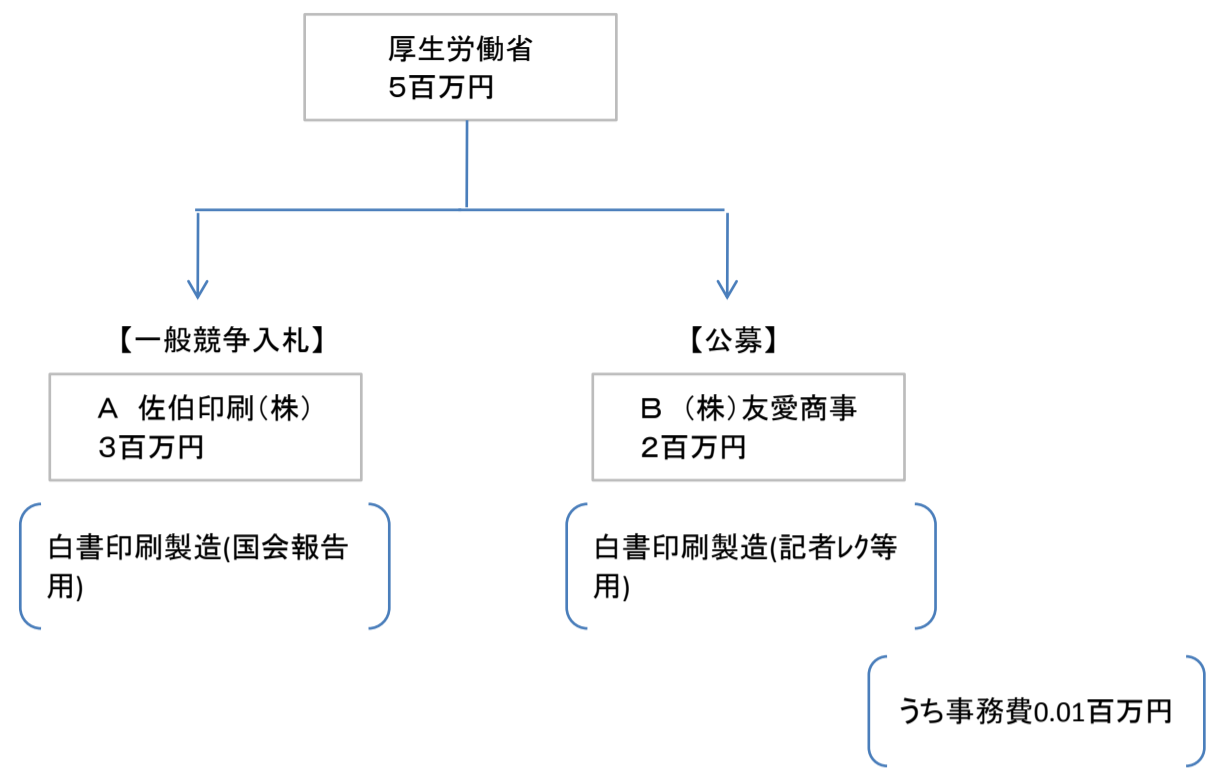 厚生労働省
5百万円
【一般競争入札】
【公募】
A　佐伯印刷（株）
3百万円
B　（株）友愛商事
2百万円
白書印刷製造(国会報告
用)
白書印刷製造(記者ﾚｸ等
用)
うち事務費0.01百万円